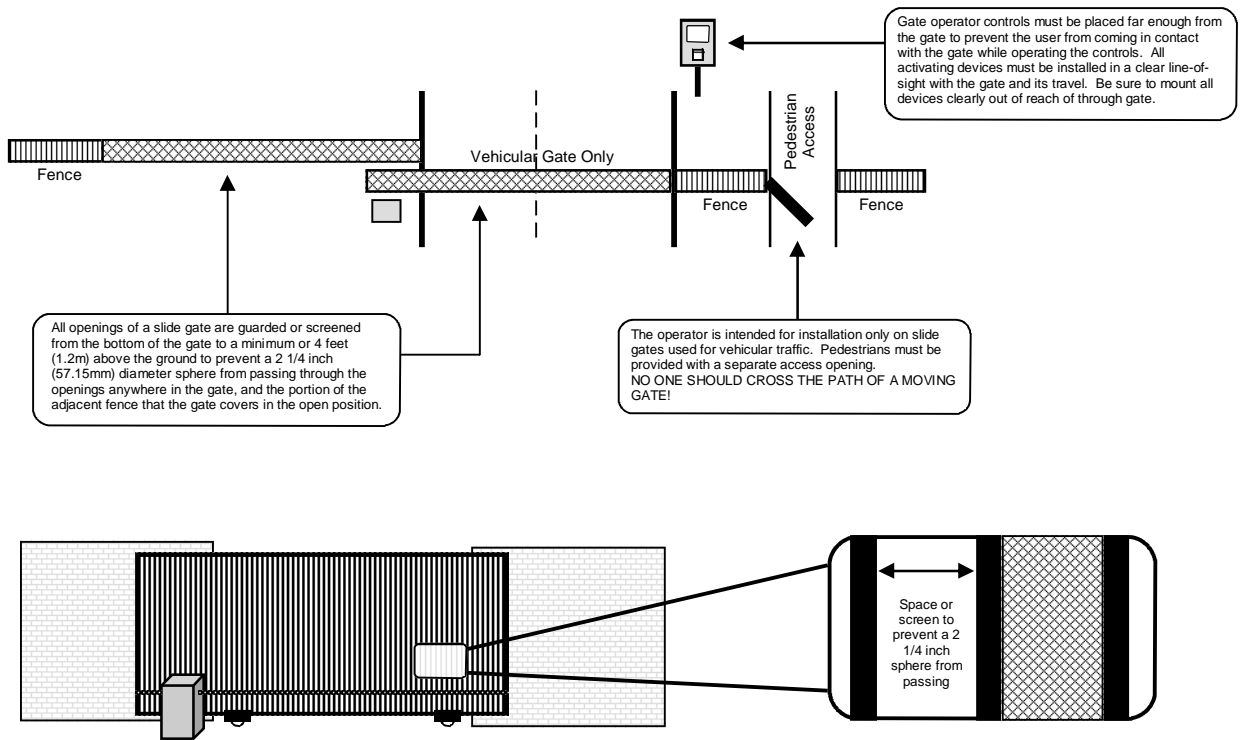 Gate operator controls must be placed far enough from
the gate to prevent the user from coming in contact
with the gate while operating the controls. All
activating devices must be installed in a clear line-of-
sight with the gate and its travel. Be sure to mount all
devices clearly out of reach of through gate.
Pedestrian
Access
Vehicular Gate Only
Fence
Fence
Fence
All openings of a slide gate are guarded or screened
from the bottom of the gate to a minimum or 4 feet
(1.2m) above the ground to prevent a 2 1/4 inch
(57.15mm) diameter sphere from passing through the
openings anywhere in the gate, and the portion of the
adjacent fence that the gate covers in the open position.
The operator is intended for installation only on slide
gates used for vehicular traffic. Pedestrians must be
provided with a separate access opening.
NO ONE SHOULD CROSS THE PATH OF A MOVING
GATE!
Space or
screen to
prevent a 2
1/4 inch
sphere from
passing